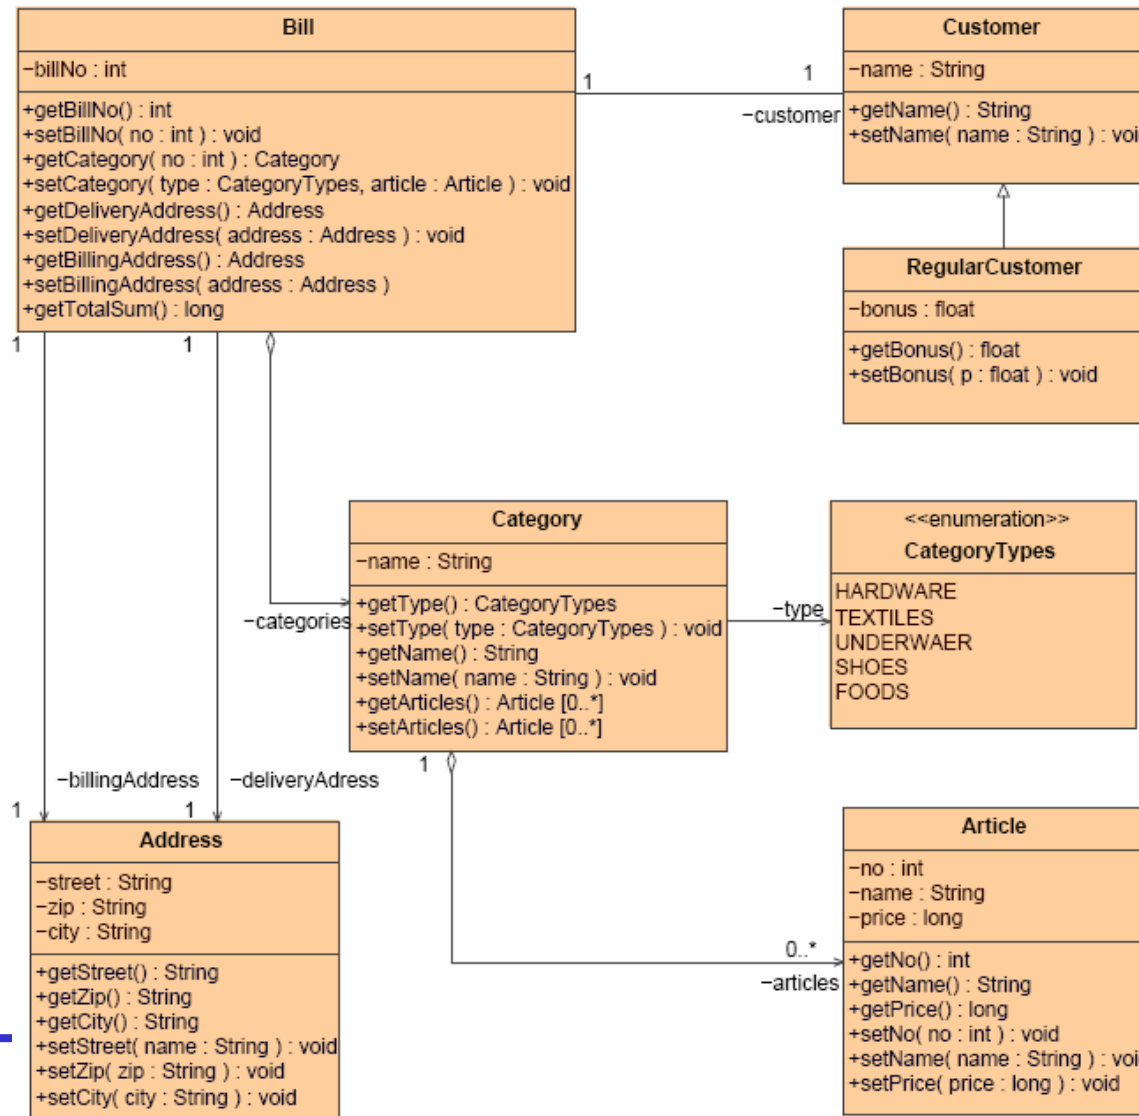 Bill
−billNo : int
+getBillNo() : int
+setBillNo( no : int ) : void
+getCategory( no : int ) : Category
+setCategory( type : CategoryTypes, article : Article ) : void
+getDeliveryAddress() : Address
+setDeliveryAddress( address : Address ) : void
+getBillingAddress() : Address
+setBillingAddress( address : Address )
+getTotalSum() : long
1
1
−customer
Customer
−name : String
+getName() : String
+setName( name : String ) : voi
RegularCustomer
−bonus : float
+getBonus() : float
+setBonus( p : float ) : void
1
1
−categories
Category
−name : String
+getType() : CategoryTypes
+setType( type : CategoryTypes ) : void
+getName() : String
+setName( name : String ) : void
+getArticles() : Article [0..*]
+setArticles() : Article [0..*]
−type
<<enumeration>>
CategoryTypes
HARDWARE
TEXTILES
UNDERWAER
SHOES
FOODS
−billingAddress
−deliveryAdress
1
1
1
0..*
−articles
Address
−street : String
−zip : String
−city : String
+getStreet() : String
+getZip() : String
+getCity() : String
+setStreet( name : String ) : void
+setZip( zip : String ) : void
+setCity( city : String ) : void
Article
−no : int
−name : String
−price : long
+getNo() : int
+getName() : String
+getPrice() : long
+setNo( no : int ) : void
+setName( name : String ) : voi
+setPrice( price : long ) : void